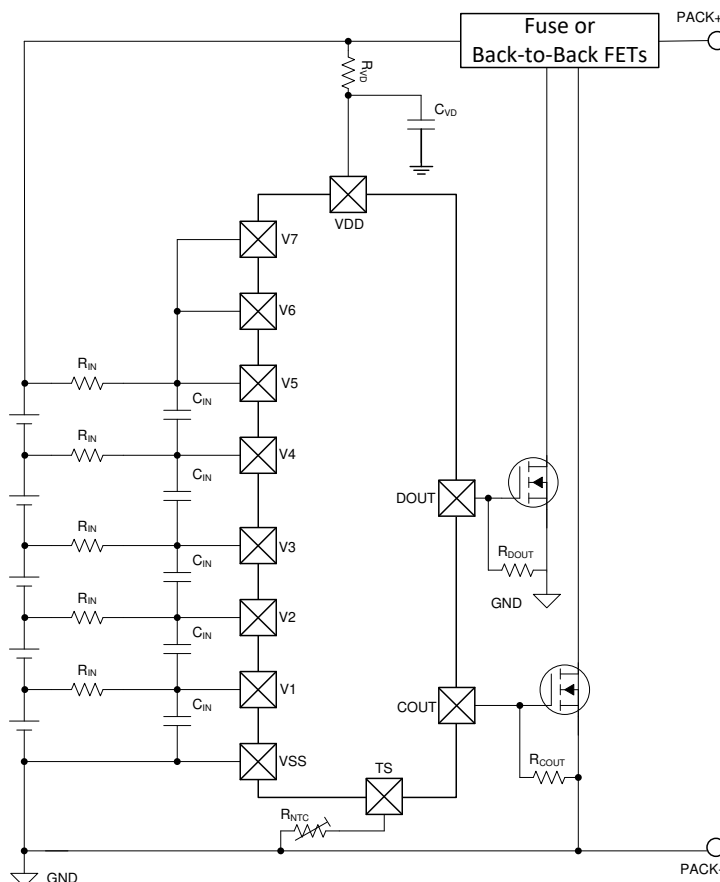 PACK+
Fuse or
Back-to-Back FETs
RVD
CVD
VDD
V7
V6
RIN
V5
CIN
RIN
V4
CIN
DOUT
RIN
V3
RDOUT
CIN
GND
RIN
V2
CIN
RIN
V1
COUT
CIN
VSS
TS
RCOUT
RNTC
GND
PACK-